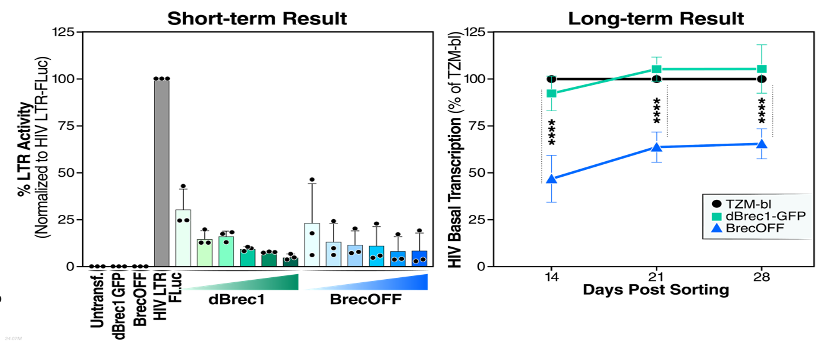 Short-term Result
% LTR Activity
(Normalized to HIV LTR-FLuc)
125
100
75
50
25
0
Untransf.
dBrec1 GFP
BrecOFF
HIV LTR
FLuc
dBrec1
BrecOFF
Long-term Result
HIV Basal Transcription (% of TZM-bl)
125
100
75
50
25
0
****
****
****
TZM-bl
dBrec1-GFP
BrecOFF
14
21
28
Days Post Sorting